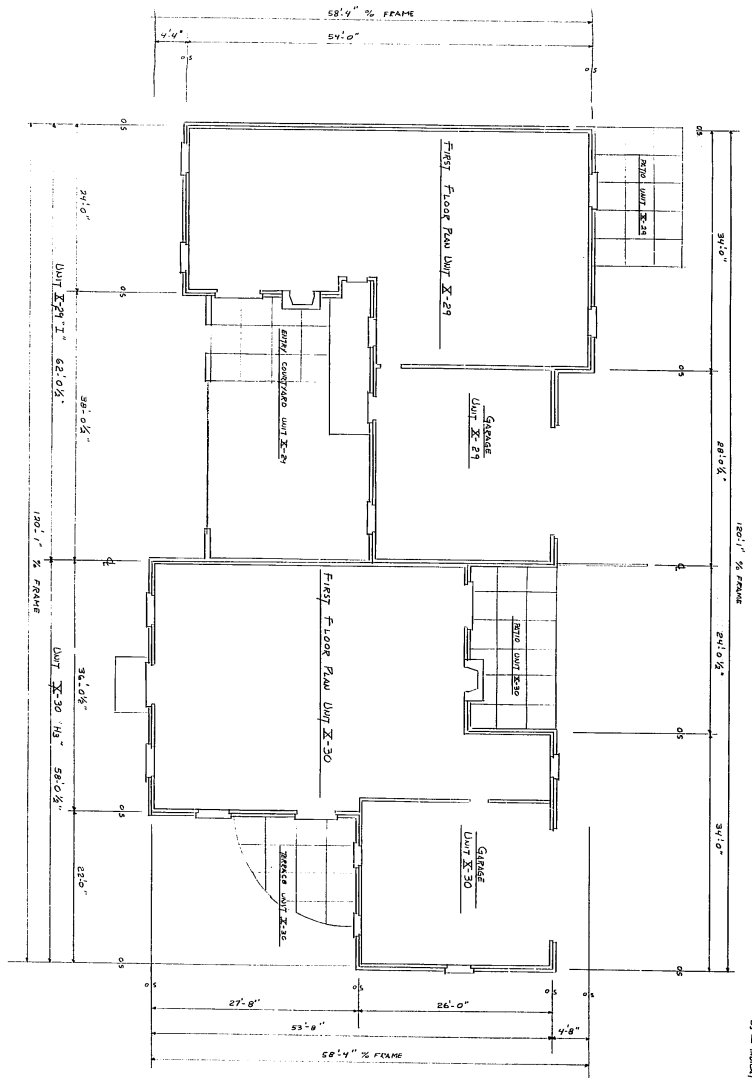 58'-4" % FRAME
4'-4"
54'-0"
O S
O S
O S
O S
PATIO UNIT X-29
FIRST FLOOR PLAN UNIT X-29
34'-0"
24'-0"
O S
UNIT X-29 "I" 62'-0½"
ENTRY COURTYARD UNIT X-29
38'-0½"
GARAGE
UNIT X-29
O S
28'-0½"
120'-1" % FRAME
120'-1" % FRAME
FIRST FLOOR PLAN UNIT X-30
PATIO UNIT X-30
24'-0½"
36'-0½"
UNIT X-30 "H3" 58'-0½"
O S
O S
GARAGE
UNIT X-30
34'-0"
TERRACE UNIT X-30
22'-0"
O S
O S
O S
O S
O S
O S
27'-8"
26'-0"
4'-8"
53'-8"
58'-4" % FRAME